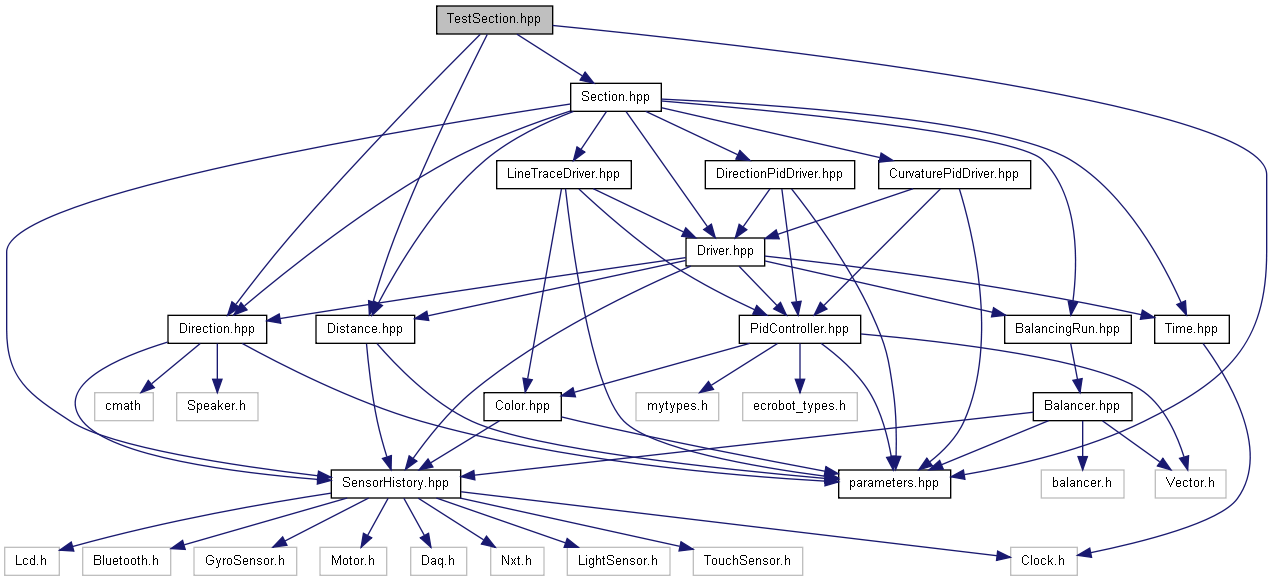 TestSection.hpp
Section.hpp
LineTraceDriver.hpp
DirectionPidDriver.hpp
CurvaturePidDriver.hpp
Driver.hpp
Direction.hpp
Distance.hpp
PidController.hpp
BalancingRun.hpp
Time.hpp
cmath
Speaker.h
Color.hpp
mytypes.h
ecrobot_types.h
Balancer.hpp
SensorHistory.hpp
parameters.hpp
balancer.h
Vector.h
Lcd.h
Bluetooth.h
GyroSensor.h
Motor.h
Daq.h
Nxt.h
LightSensor.h
TouchSensor.h
Clock.h